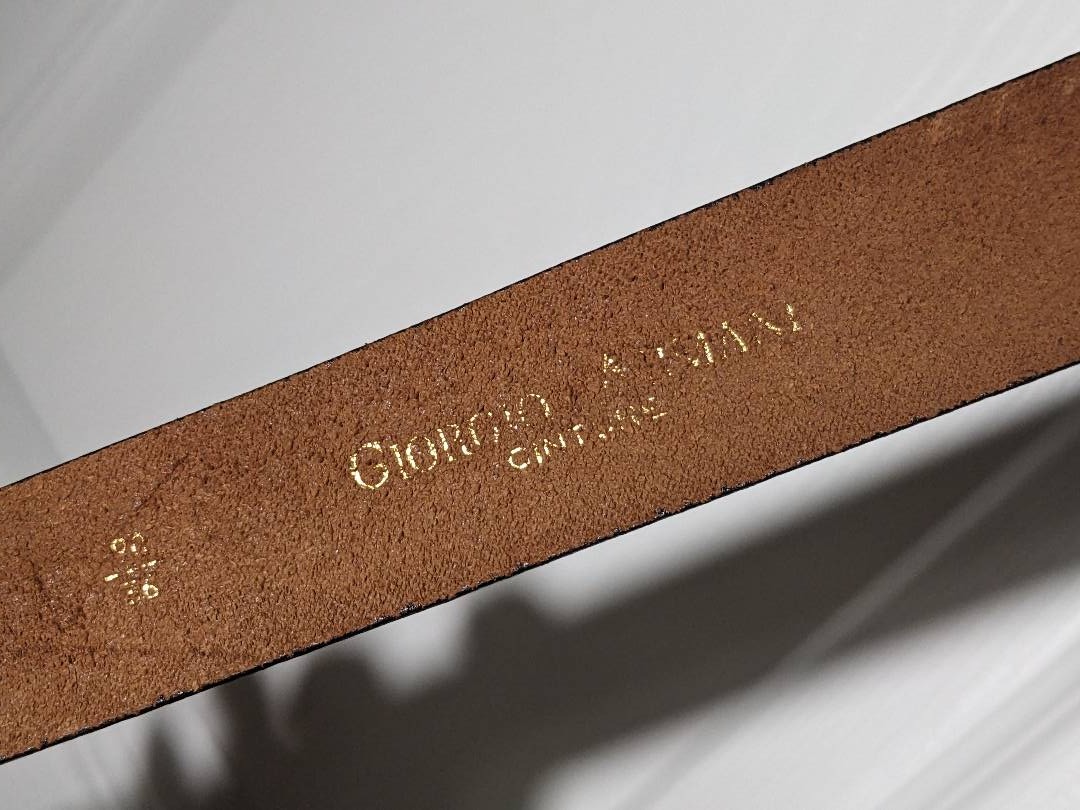 GIORGIO ARMANI
CINTURE
90
36